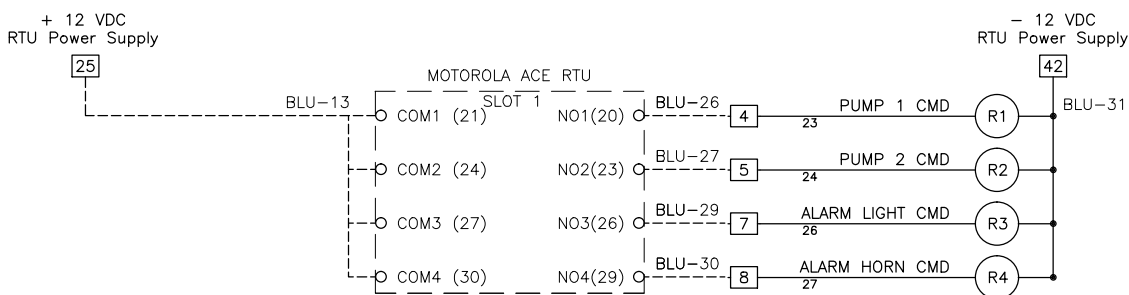 + 12 VDC
RTU Power Supply
25
- 12 VDC
RTU Power Supply
42
MOTOROLA ACE RTU
SLOT 1
BLU-13
BLU-31
COM1 (21) NO1(20) BLU-26 4 23 PUMP 1 CMD R1
COM2 (24) NO2(23) BLU-27 5 24 PUMP 2 CMD R2
COM3 (27) NO3(26) BLU-29 7 26 ALARM LIGHT CMD R3
COM4 (30) NO4(29) BLU-30 8 27 ALARM HORN CMD R4